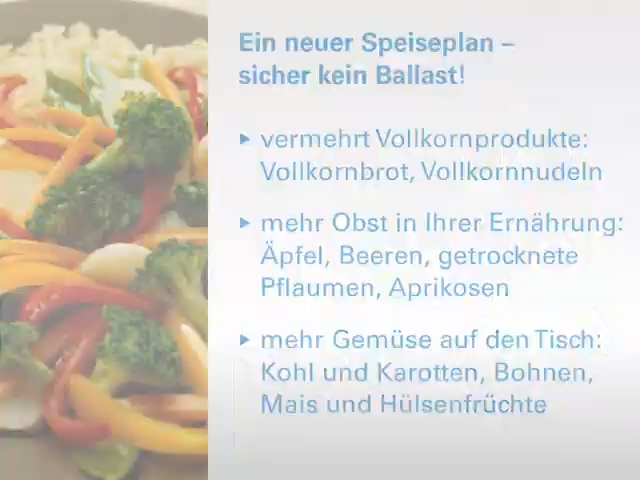 Ein neuer Speiseplan –
sicher kein Ballast!
▸ vermehrt Vollkornprodukte:
Vollkornbrot, Vollkornnudeln
▸ mehr Obst in Ihrer Ernährung:
Äpfel, Beeren, getrocknete
Pflaumen, Aprikosen
▸ mehr Gemüse auf den Tisch:
Kohl und Karotten, Bohnen,
Mais und Hülsenfrüchte